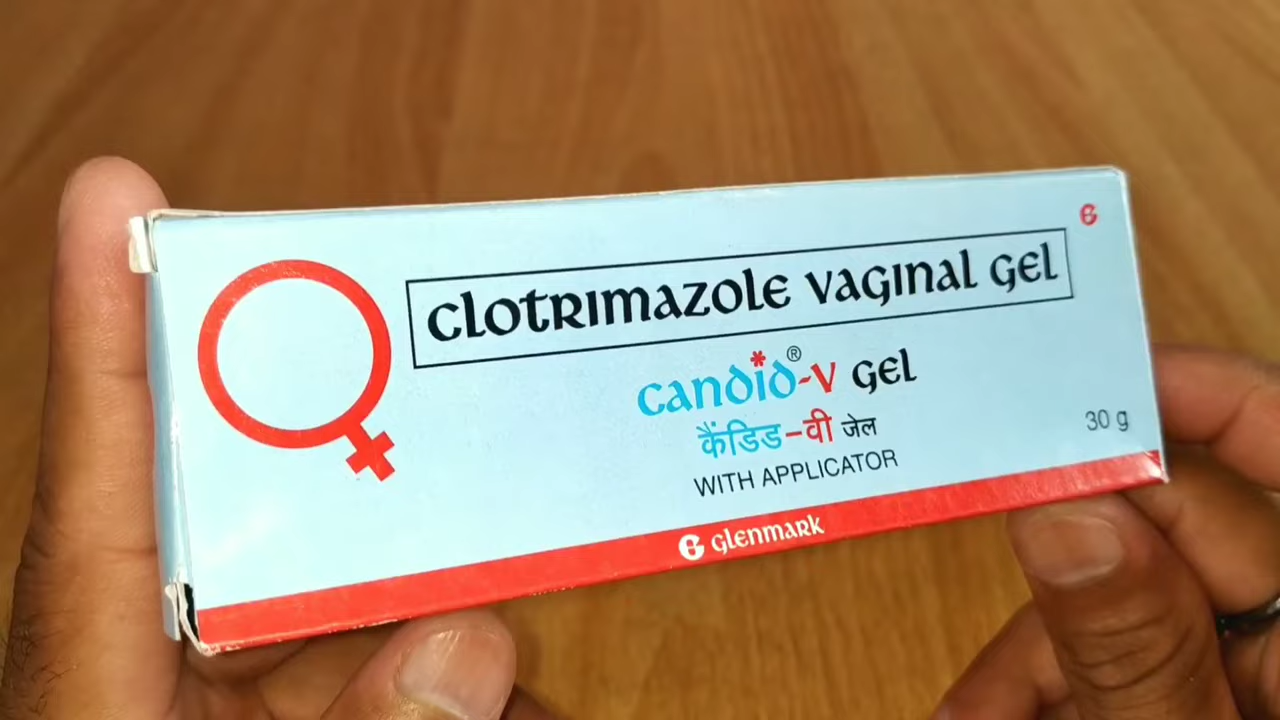 CLOTRIMAZOLE VAGINAL GEL
CANDID®-V GEL
कैंडिड-वी जेल
WITH APPLICATOR
30 g
GLENMARK